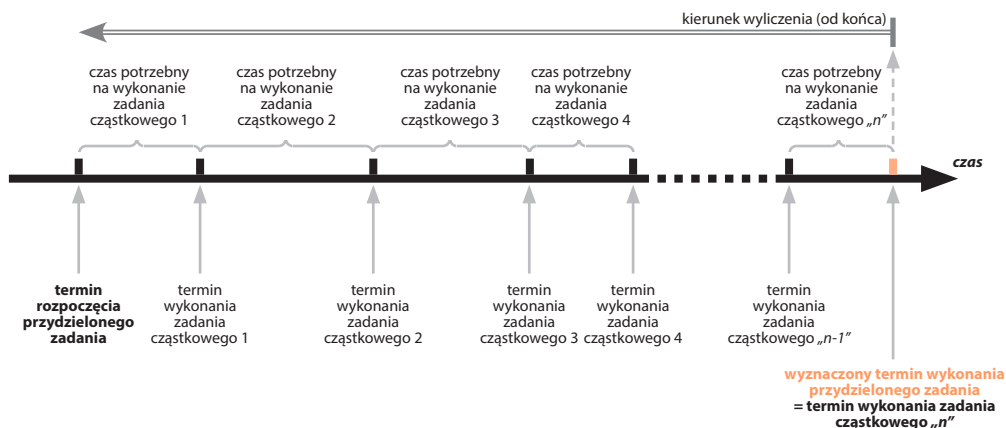 kierunek wyliczenia (od końca)
czas potrzebny
na wykonanie
zadania
cząstkowego 1
czas potrzebny
na wykonanie
zadania
cząstkowego 2
czas potrzebny
na wykonanie
zadania
cząstkowego 3
czas potrzebny
na wykonanie
zadania
cząstkowego 4
czas potrzebny
na wykonanie
zadania
cząstkowego „n”
czas
termin
rozpoczęcia
przydzielonego
zadania
termin
wykonania
zadania
cząstkowego 1
termin
wykonania
zadania
cząstkowego 2
termin
wykonania
zadania
cząstkowego 3
termin
wykonania
zadania
cząstkowego 4
termin
wykonania
zadania
cząstkowego „n-1”
wyznaczony termin wykonania
przydzielonego zadania
= termin wykonania zadania
cząstkowego „n”